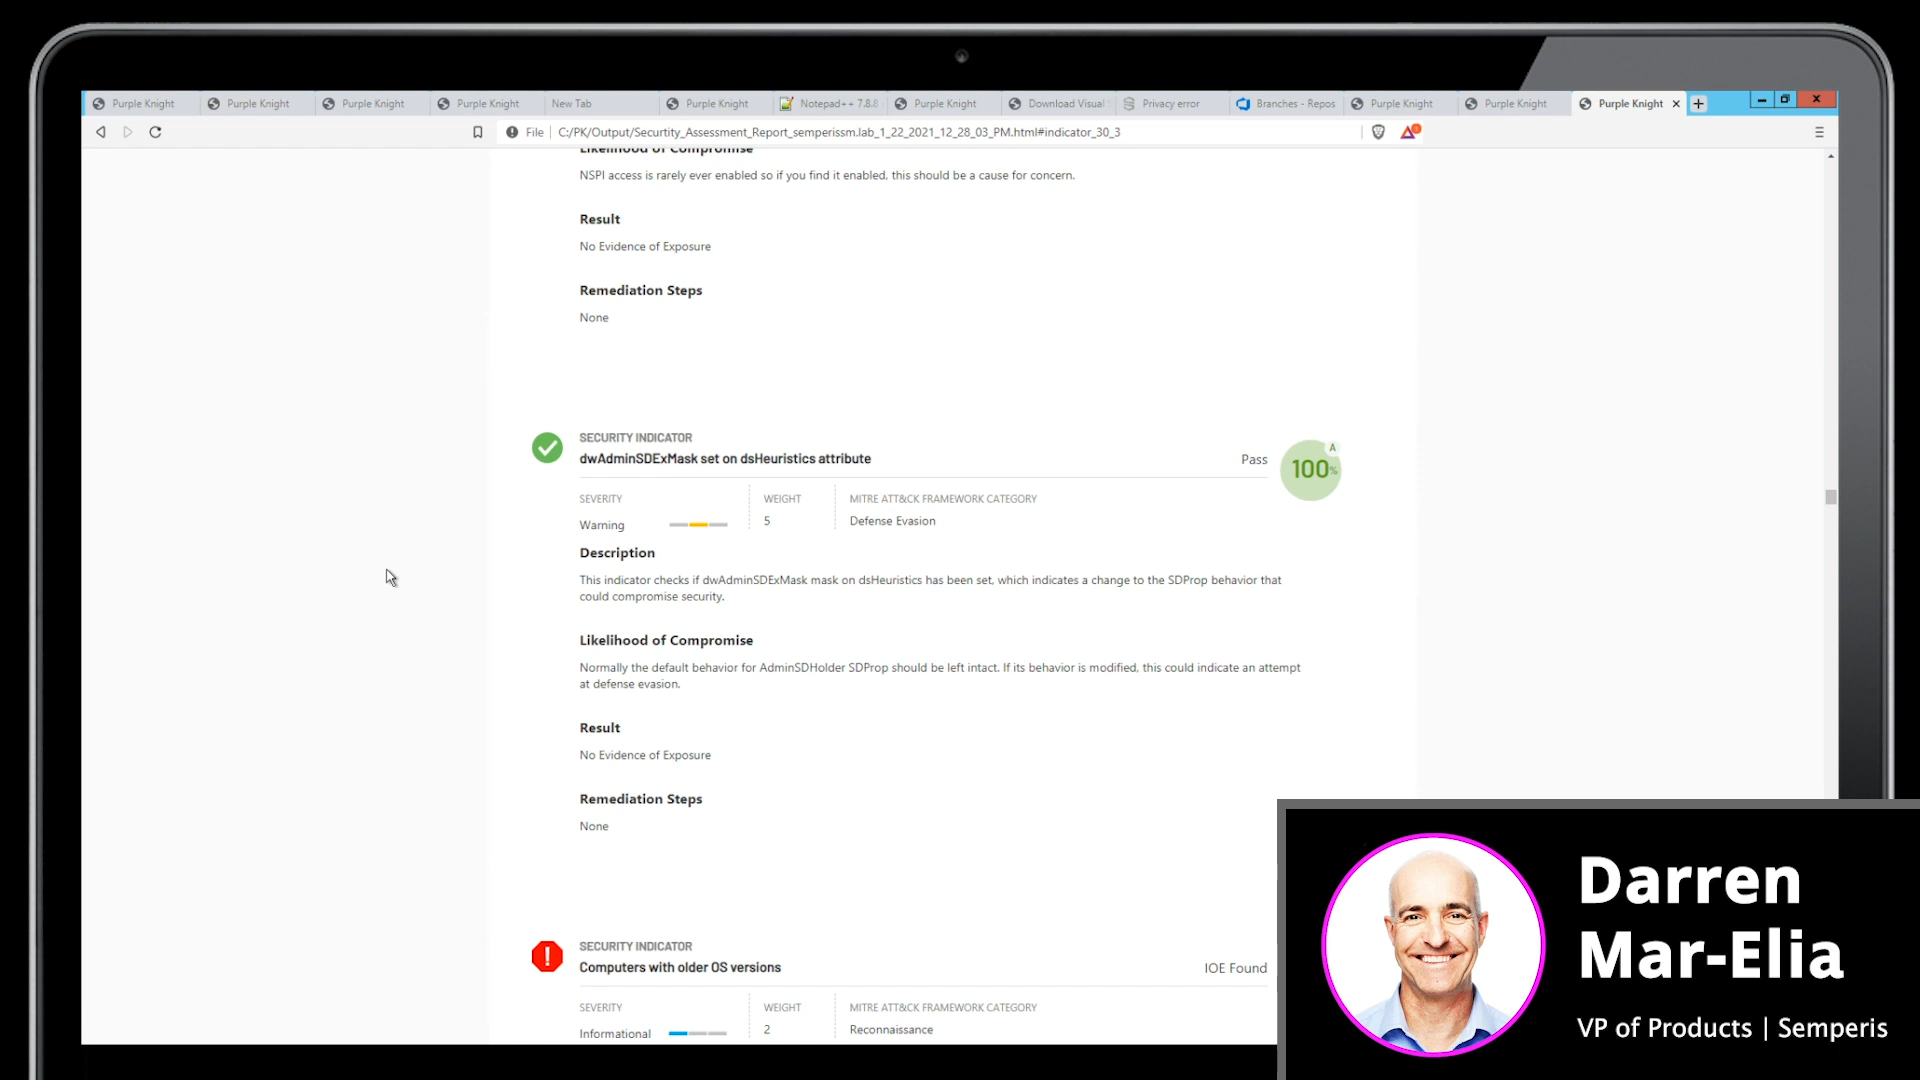 Purple Knight
Purple Knight
Purple Knight
Purple Knight
New Tab
Purple Knight
Notepad++ 7.8.8
Purple Knight
Download Visual
Privacy error
Branches - Repos
Purple Knight
Purple Knight
Purple Knight
File
C:/PK/Output/Securtity_Assessment_Report_semperissm.lab_1_22_2021_12_28_03_PM.html#indicator_30_3
Likelihood of Compromise
NSPI access is rarely ever enabled so if you find it enabled, this should be a cause for concern.
Result
No Evidence of Exposure
Remediation Steps
None
SECURITY INDICATOR
dwAdminSDExMask set on dsHeuristics attribute
Pass
A
100%
SEVERITY
Warning
WEIGHT
5
MITRE ATT&CK FRAMEWORK CATEGORY
Defense Evasion
Description
This indicator checks if dwAdminSDExMask mask on dsHeuristics has been set, which indicates a change to the SDProp behavior that
could compromise security.
Likelihood of Compromise
Normally the default behavior for AdminSDHolder SDProp should be left intact. If its behavior is modified, this could indicate an attempt
at defense evasion.
Result
No Evidence of Exposure
Remediation Steps
None
SECURITY INDICATOR
Computers with older OS versions
IOE Found
SEVERITY
Informational
WEIGHT
2
MITRE ATT&CK FRAMEWORK CATEGORY
Reconnaissance
Darren
Mar-Elia
VP of Products | Semperis